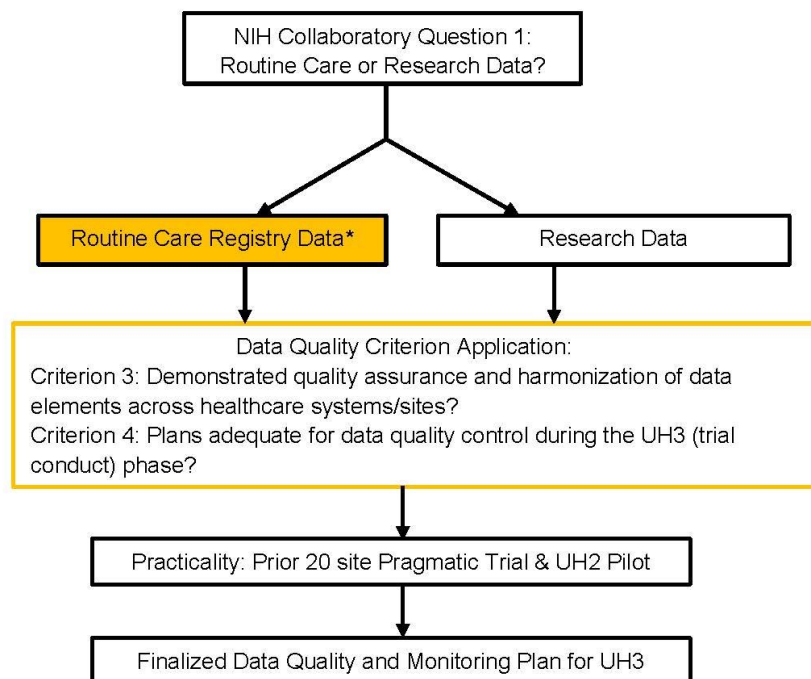 NIH Collaboratory Question 1:
Routine Care or Research Data?
Routine Care Registry Data*
Research Data
Data Quality Criterion Application:
Criterion 3: Demonstrated quality assurance and harmonization of data
elements across healthcare systems/sites?
Criterion 4: Plans adequate for data quality control during the UH3 (trial
conduct) phase?
Practicality: Prior 20 site Pragmatic Trial & UH2 Pilot
Finalized Data Quality and Monitoring Plan for UH3